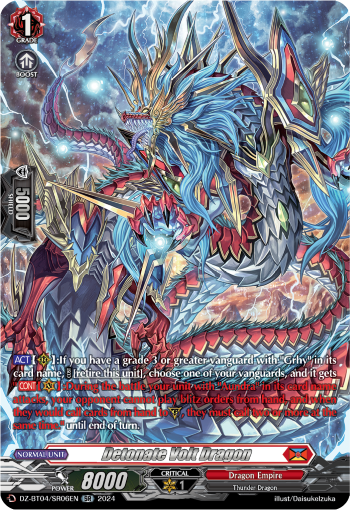 1
GRADE
BOOST
5000
SHIELD
ACT R :If you have a grade 3 or greater vanguard with "Grhy" in its
card name, [retire this unit], choose one of your vanguards, and it gets
CONT :During the battle your unit with
in its card name
attacks, your opponent cannot play blitz orders from hand, and when
they would call cards from hand to G, they must call two or more at the
same time." until end of turn.
NORMAL UNIT
Detonate Volt Dragon
POWER 8000
CRITICAL
1
Dragon Empire
Thunder Dragon
DZ-BT04/SR06EN SR 2024
illust/DaisukeIzuka